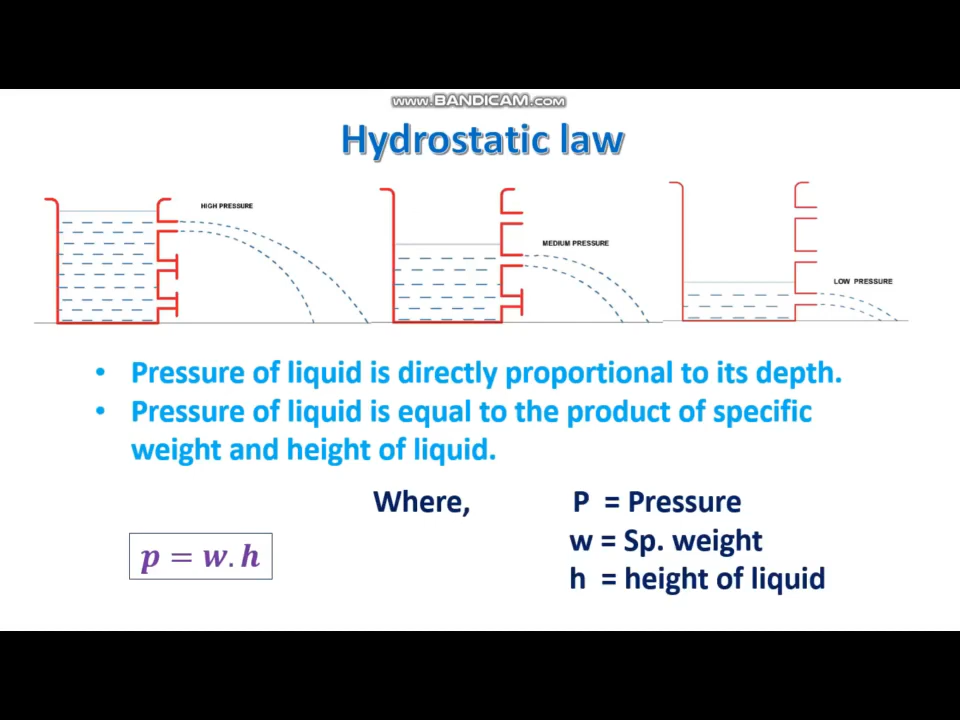 www.BANDICAM.com
Hydrostatic law
HIGH PRESSURE
MEDIUM PRESSURE
LOW PRESSURE
• Pressure of liquid is directly proportional to its depth.
• Pressure of liquid is equal to the product of specific
weight and height of liquid.
Where, P = Pressure
w = Sp. weight
h = height of liquid
p = w. h